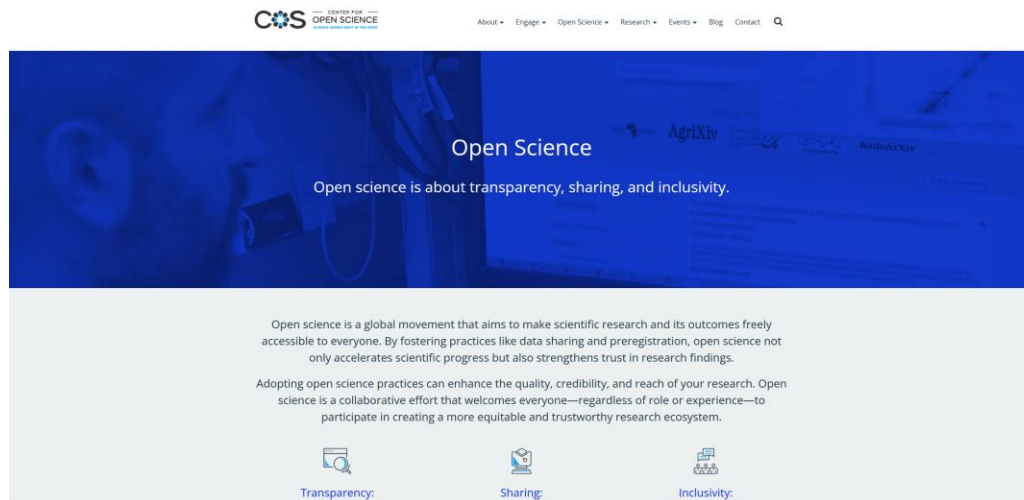 COS
CENTER FOR
OPEN SCIENCE
About Engage Open Science Research Events Blog Contact
AgriXiv
BodoArXiv
Open Science
Open science is about transparency, sharing, and inclusivity.
Open science is a global movement that aims to make scientific research and its outcomes freely
accessible to everyone. By fostering practices like data sharing and preregistration, open science not
only accelerates scientific progress but also strengthens trust in research findings.
Adopting open science practices can enhance the quality, credibility, and reach of your research. Open
science is a collaborative effort that welcomes everyone—regardless of role or experience—to
participate in creating a more equitable and trustworthy research ecosystem.
Transparency: Sharing: Inclusivity: